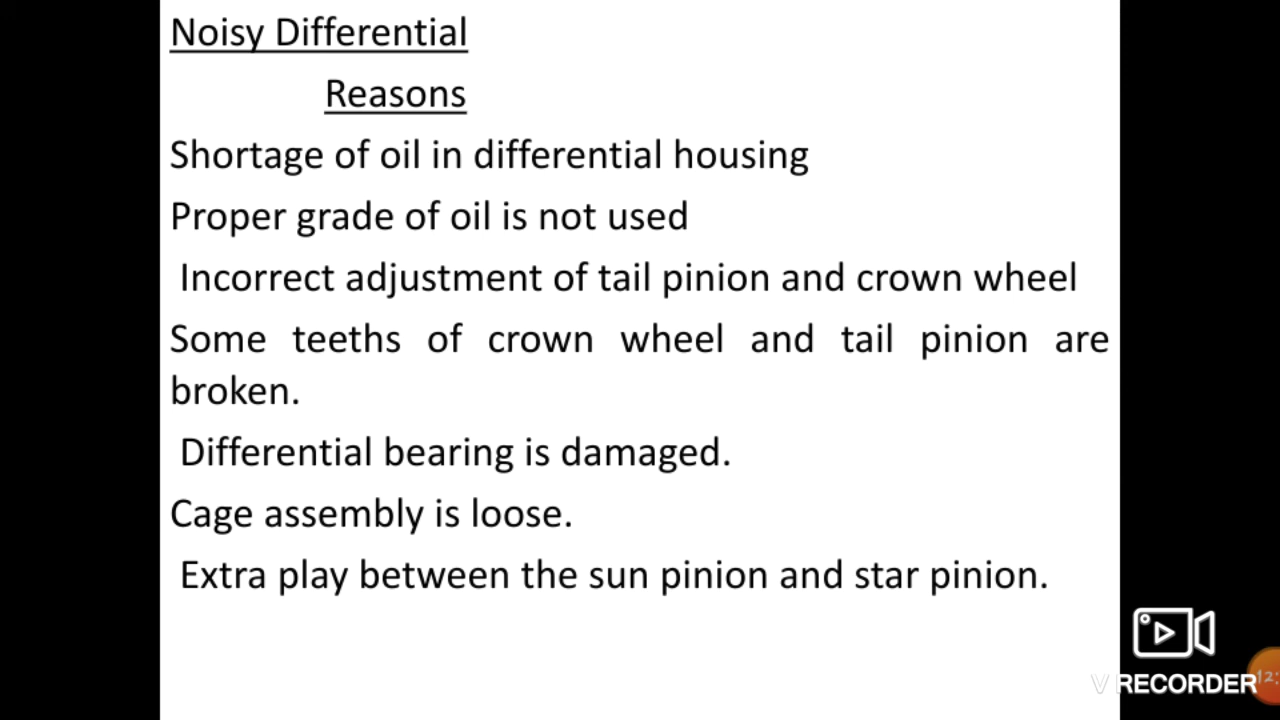 Noisy Differential
Reasons
Shortage of oil in differential housing
Proper grade of oil is not used
Incorrect adjustment of tail pinion and crown wheel
Some teeths of crown wheel and tail pinion are
broken.
Differential bearing is damaged.
Cage assembly is loose.
Extra play between the sun pinion and star pinion.
V RECORDER
12: